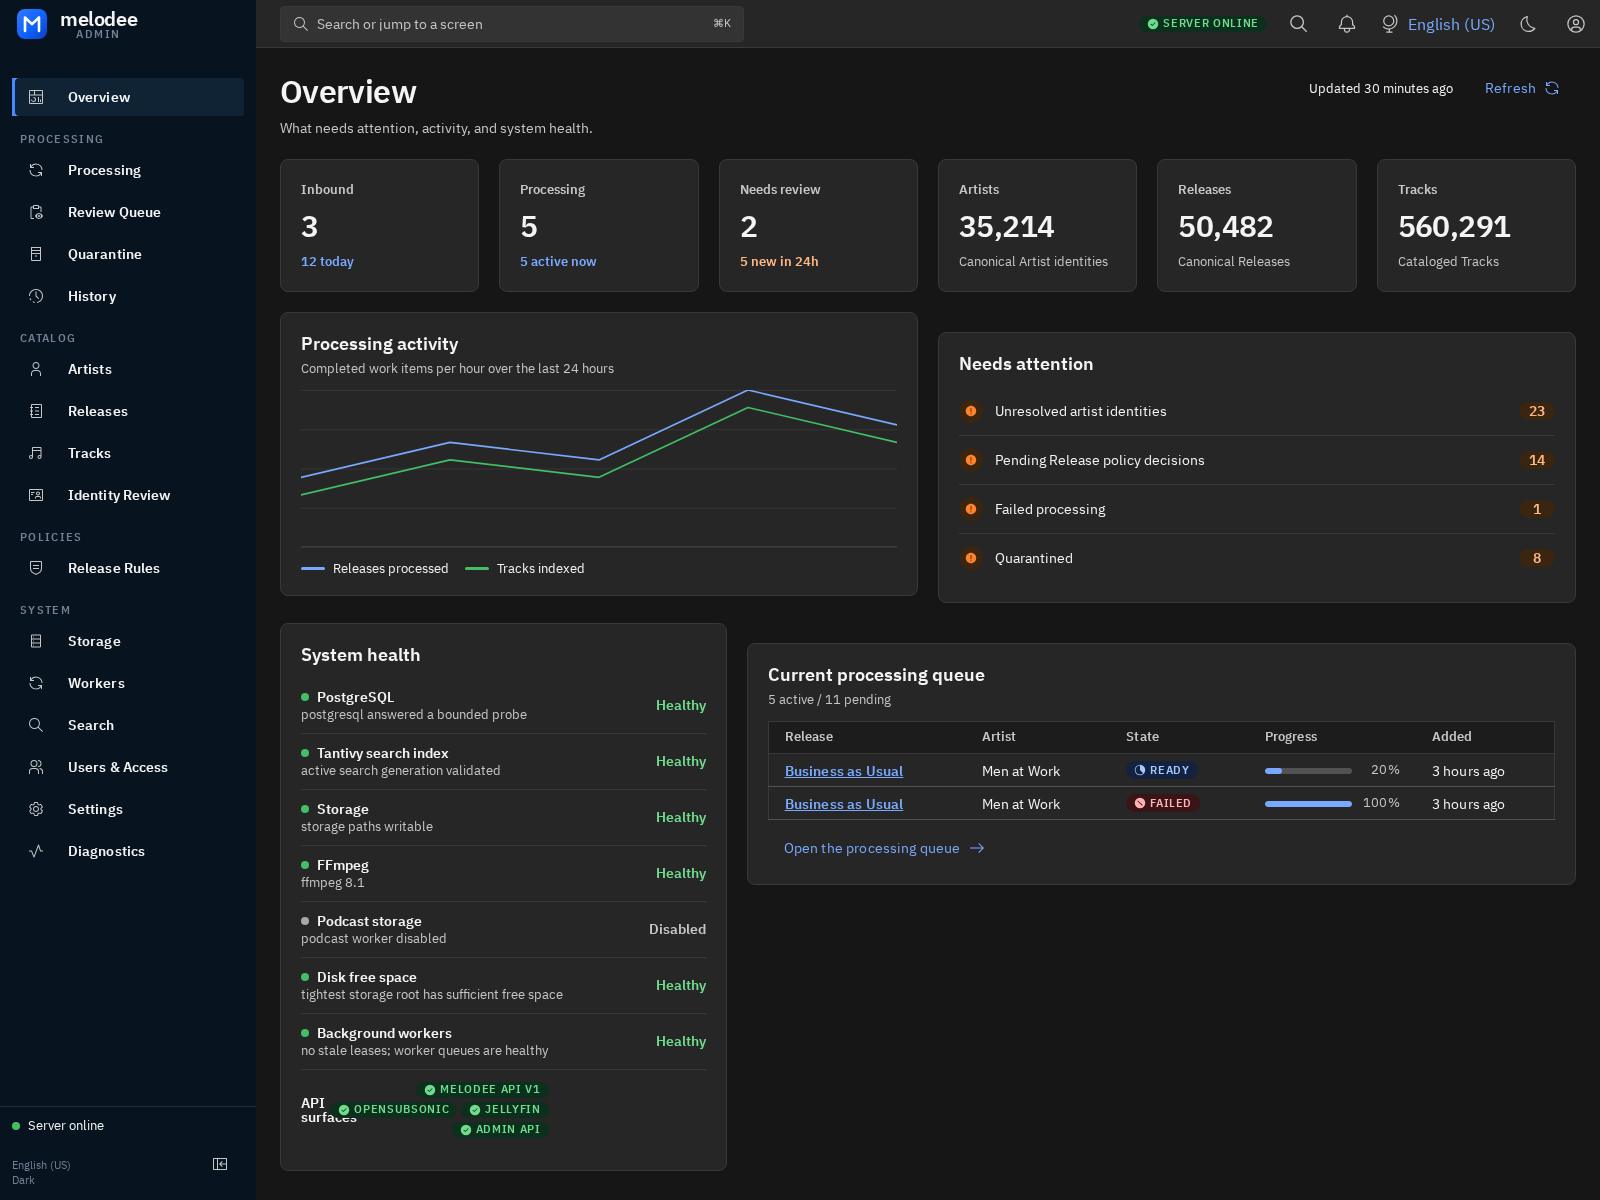 melodee
ADMIN
Search or jump to a screen
⌘K
SERVER ONLINE
English (US)
Overview
PROCESSING
Processing
Review Queue
Quarantine
History
CATALOG
Artists
Releases
Tracks
Identity Review
POLICIES
Release Rules
SYSTEM
Storage
Workers
Search
Users & Access
Settings
Diagnostics
Server online
English (US)
Dark
Overview
What needs attention, activity, and system health.
Updated 30 minutes ago
Refresh
Inbound
3
12 today
Processing
5
5 active now
Needs review
2
5 new in 24h
Artists
35,214
Canonical Artist identities
Releases
50,482
Canonical Releases
Tracks
560,291
Cataloged Tracks
Processing activity
Completed work items per hour over the last 24 hours
Releases processed
Tracks indexed
Needs attention
Unresolved artist identities 23
Pending Release policy decisions 14
Failed processing 1
Quarantined 8
System health
PostgreSQL
postgresql answered a bounded probe
Healthy
Tantivy search index
active search generation validated
Healthy
Storage
storage paths writable
Healthy
FFmpeg
ffmpeg 8.1
Healthy
Podcast storage
podcast worker disabled
Disabled
Disk free space
tightest storage root has sufficient free space
Healthy
Background workers
no stale leases; worker queues are healthy
Healthy
API
surfaces
MELODEE API V1
OPENSUBSONIC JELLYFIN
ADMIN API
Current processing queue
5 active / 11 pending
Release Artist State Progress Added
Business as Usual Men at Work READY 20% 3 hours ago
Business as Usual Men at Work FAILED 100% 3 hours ago
Open the processing queue